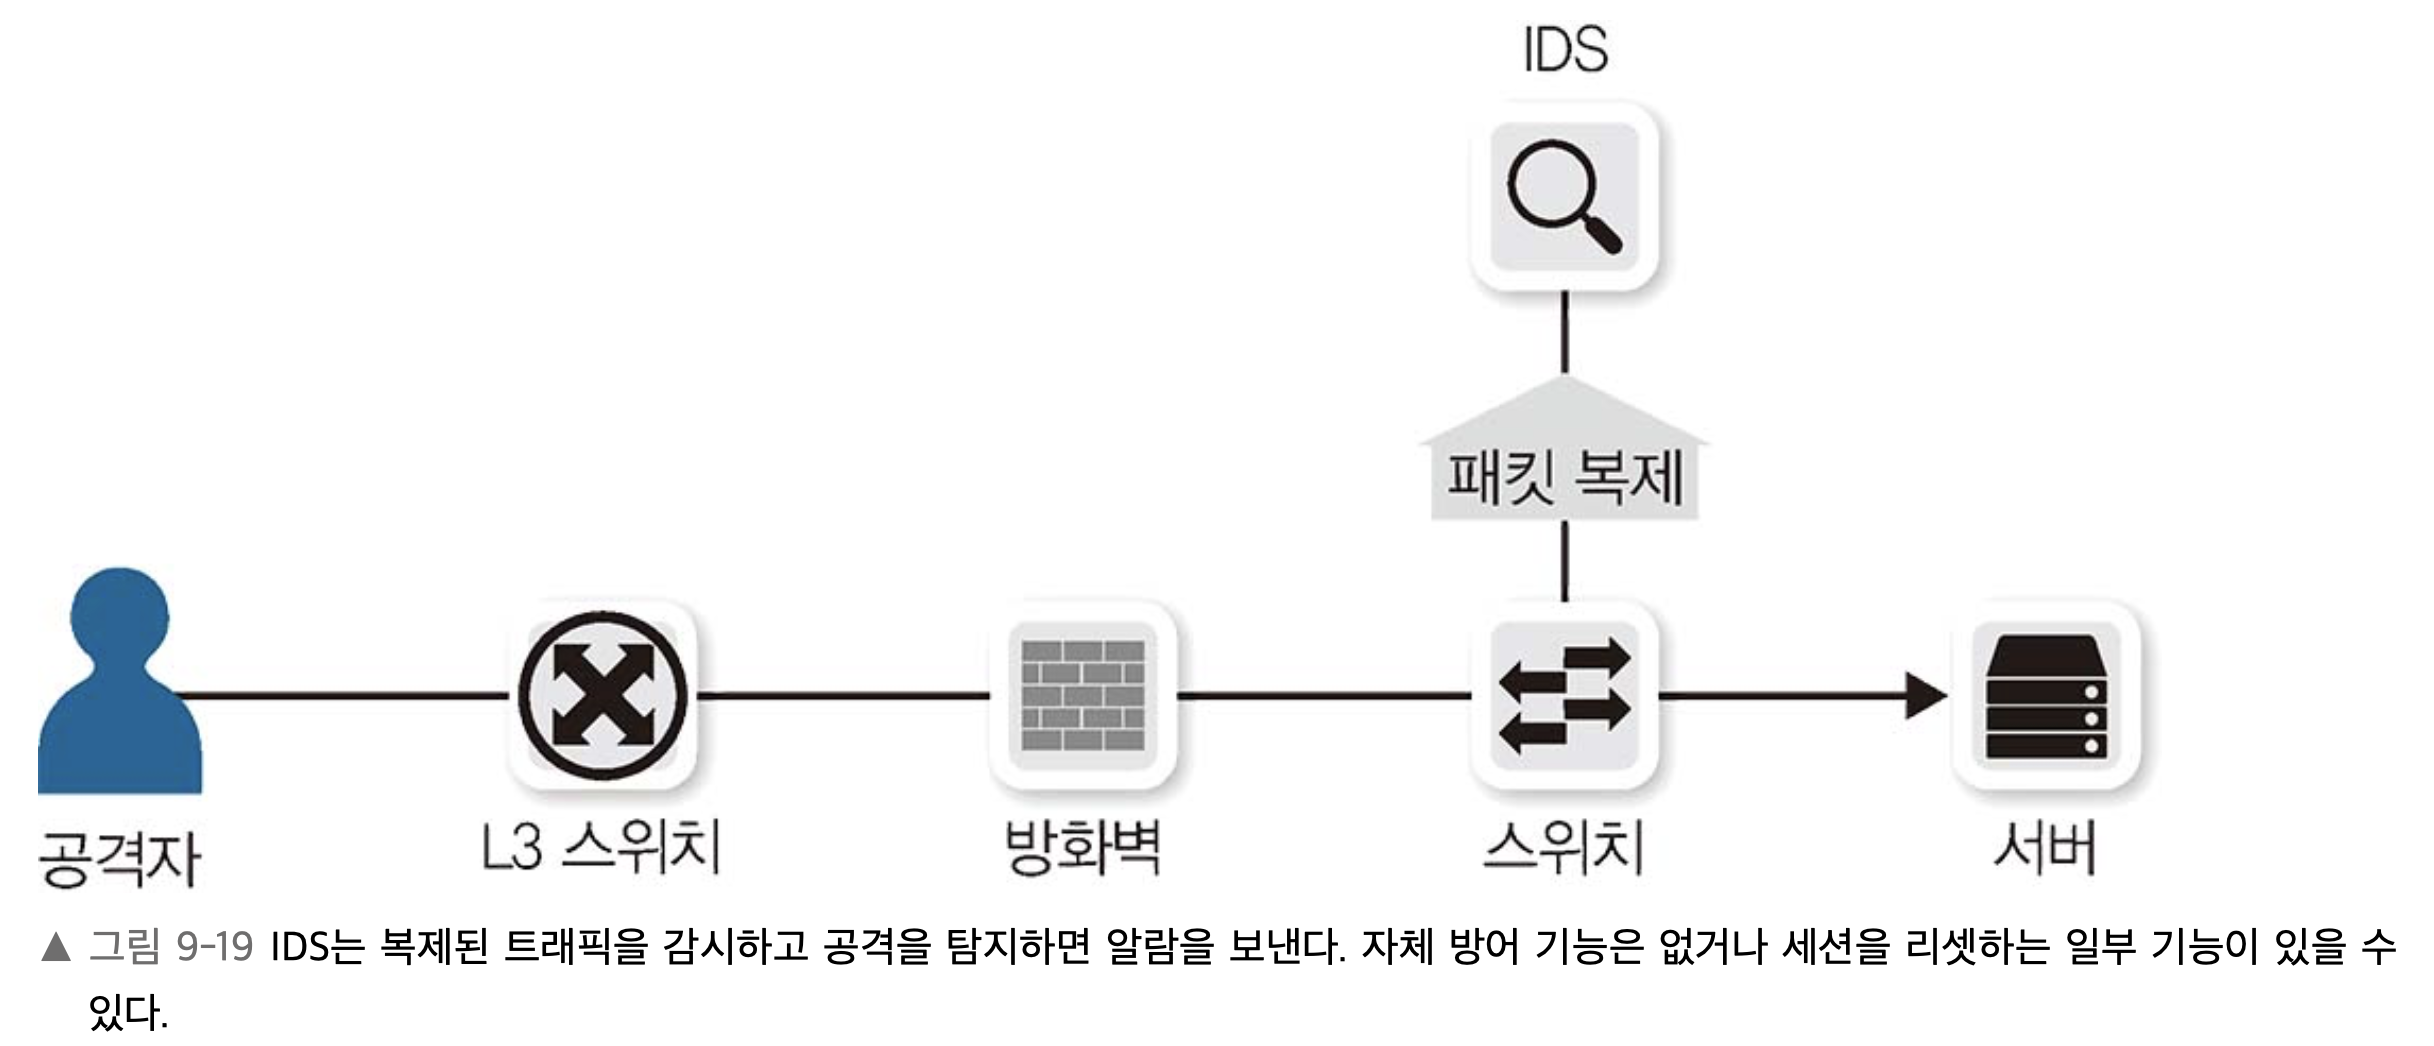 IDS
패킷 복제
공격자
L3 스위치
방화벽
스위치
서버
▲ 그림 9-19 IDS는 복제된 트래픽을 감시하고 공격을 탐지하면 알람을 보낸다. 자체 방어 기능은 없거나 세션을 리셋하는 일부 기능이 있을 수
있다.